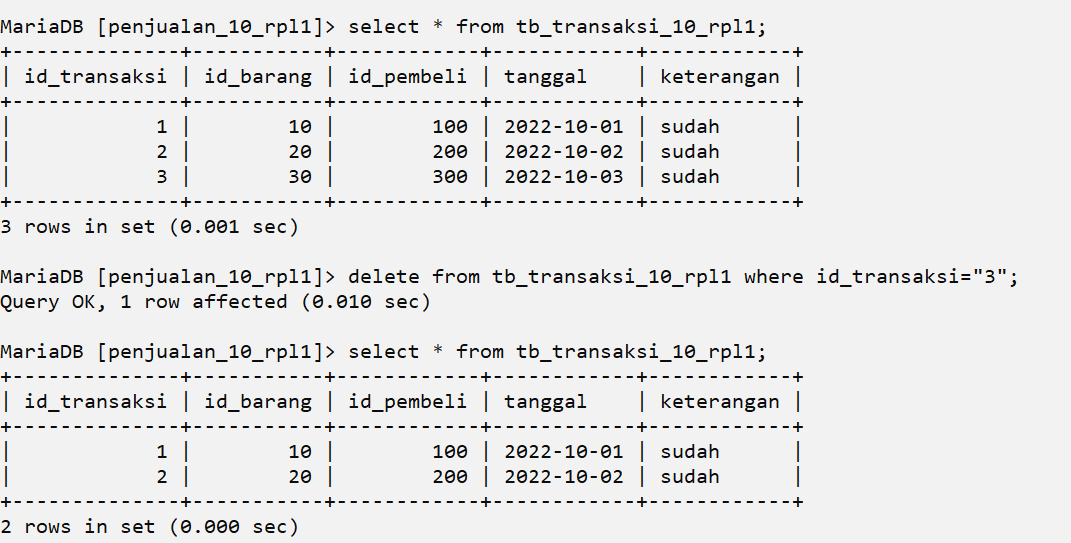 MariaDB [penjualan_10_rpl1]> select * from tb_transaksi_10_rpl1;
+--------------+-----------+------------+------------+------------+
| id_transaksi | id_barang | id_pembeli | tanggal    | keterangan |
+--------------+-----------+------------+------------+------------+
|            1 |        10 |        100 | 2022-10-01 | sudah      |
|            2 |        20 |        200 | 2022-10-02 | sudah      |
|            3 |        30 |        300 | 2022-10-03 | sudah      |
+--------------+-----------+------------+------------+------------+
3 rows in set (0.001 sec)

MariaDB [penjualan_10_rpl1]> delete from tb_transaksi_10_rpl1 where id_transaksi="3";
Query OK, 1 row affected (0.010 sec)

MariaDB [penjualan_10_rpl1]> select * from tb_transaksi_10_rpl1;
+--------------+-----------+------------+------------+------------+
| id_transaksi | id_barang | id_pembeli | tanggal    | keterangan |
+--------------+-----------+------------+------------+------------+
|            1 |        10 |        100 | 2022-10-01 | sudah      |
|            2 |        20 |        200 | 2022-10-02 | sudah      |
+--------------+-----------+------------+------------+------------+
2 rows in set (0.000 sec)